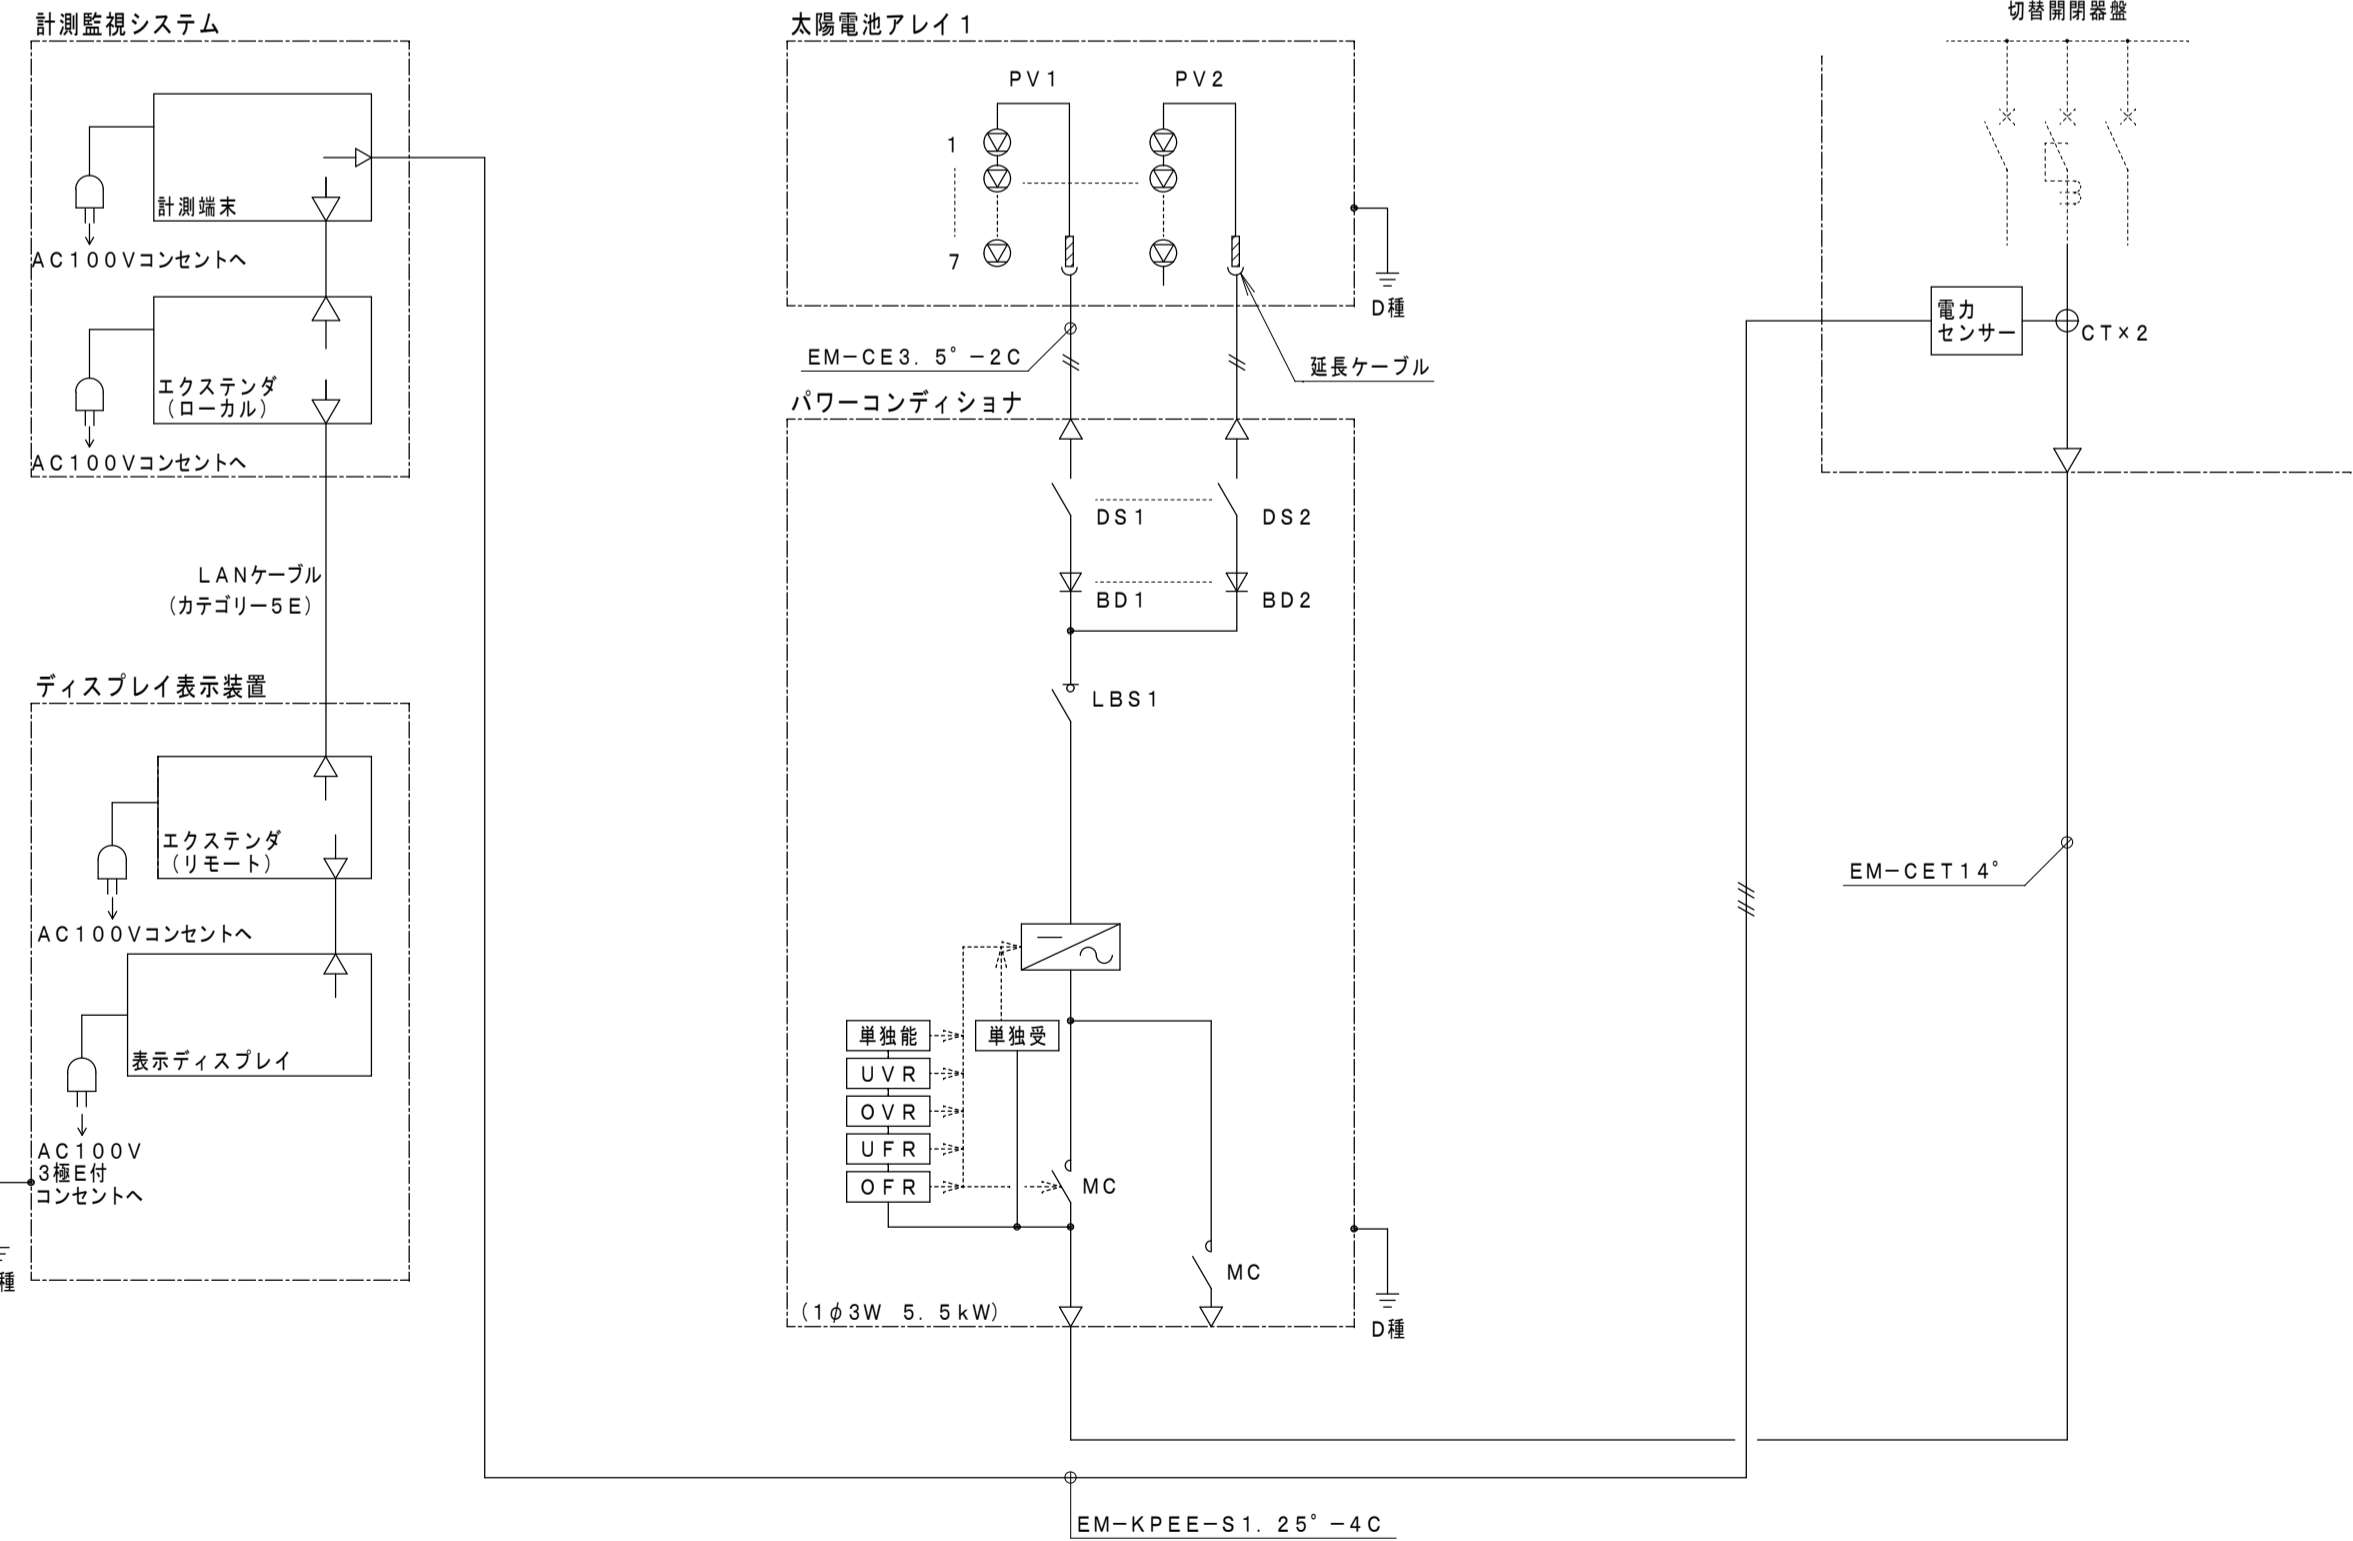 計測監視システム
計測端末
ＡＣ１００Ｖコンセントへ
エクステンダ
（ローカル）
ＡＣ１００Ｖコンセントへ
ＬＡＮケーブル
（カテゴリー５Ｅ）
ディスプレイ表示装置
エクステンダ
（リモート）
ＡＣ１００Ｖコンセントへ
表示ディスプレイ
ＡＣ１００Ｖ
３極Ｅ付
コンセントへ
種
太陽電池アレイ１
ＰＶ１
ＰＶ２
１
７
Ｄ種
ＥＭ－ＣＥ３．５°－２Ｃ
延長ケーブル
パワーコンディショナ
ＤＳ１
ＤＳ２
ＢＤ１
ＢＤ２
ＬＢＳ１
単独能
単独受
ＵＶＲ
ＯＶＲ
ＵＦＲ
ＯＦＲ
ＭＣ
ＭＣ
（１φ３Ｗ　５．５ｋＷ）
Ｄ種
ＥＭ－ＫＰＥＥ－Ｓ１．２５°－４Ｃ
切替開閉器盤
電力
センサー
ＣＴ×２
ＥＭ－ＣＥＴ１４°